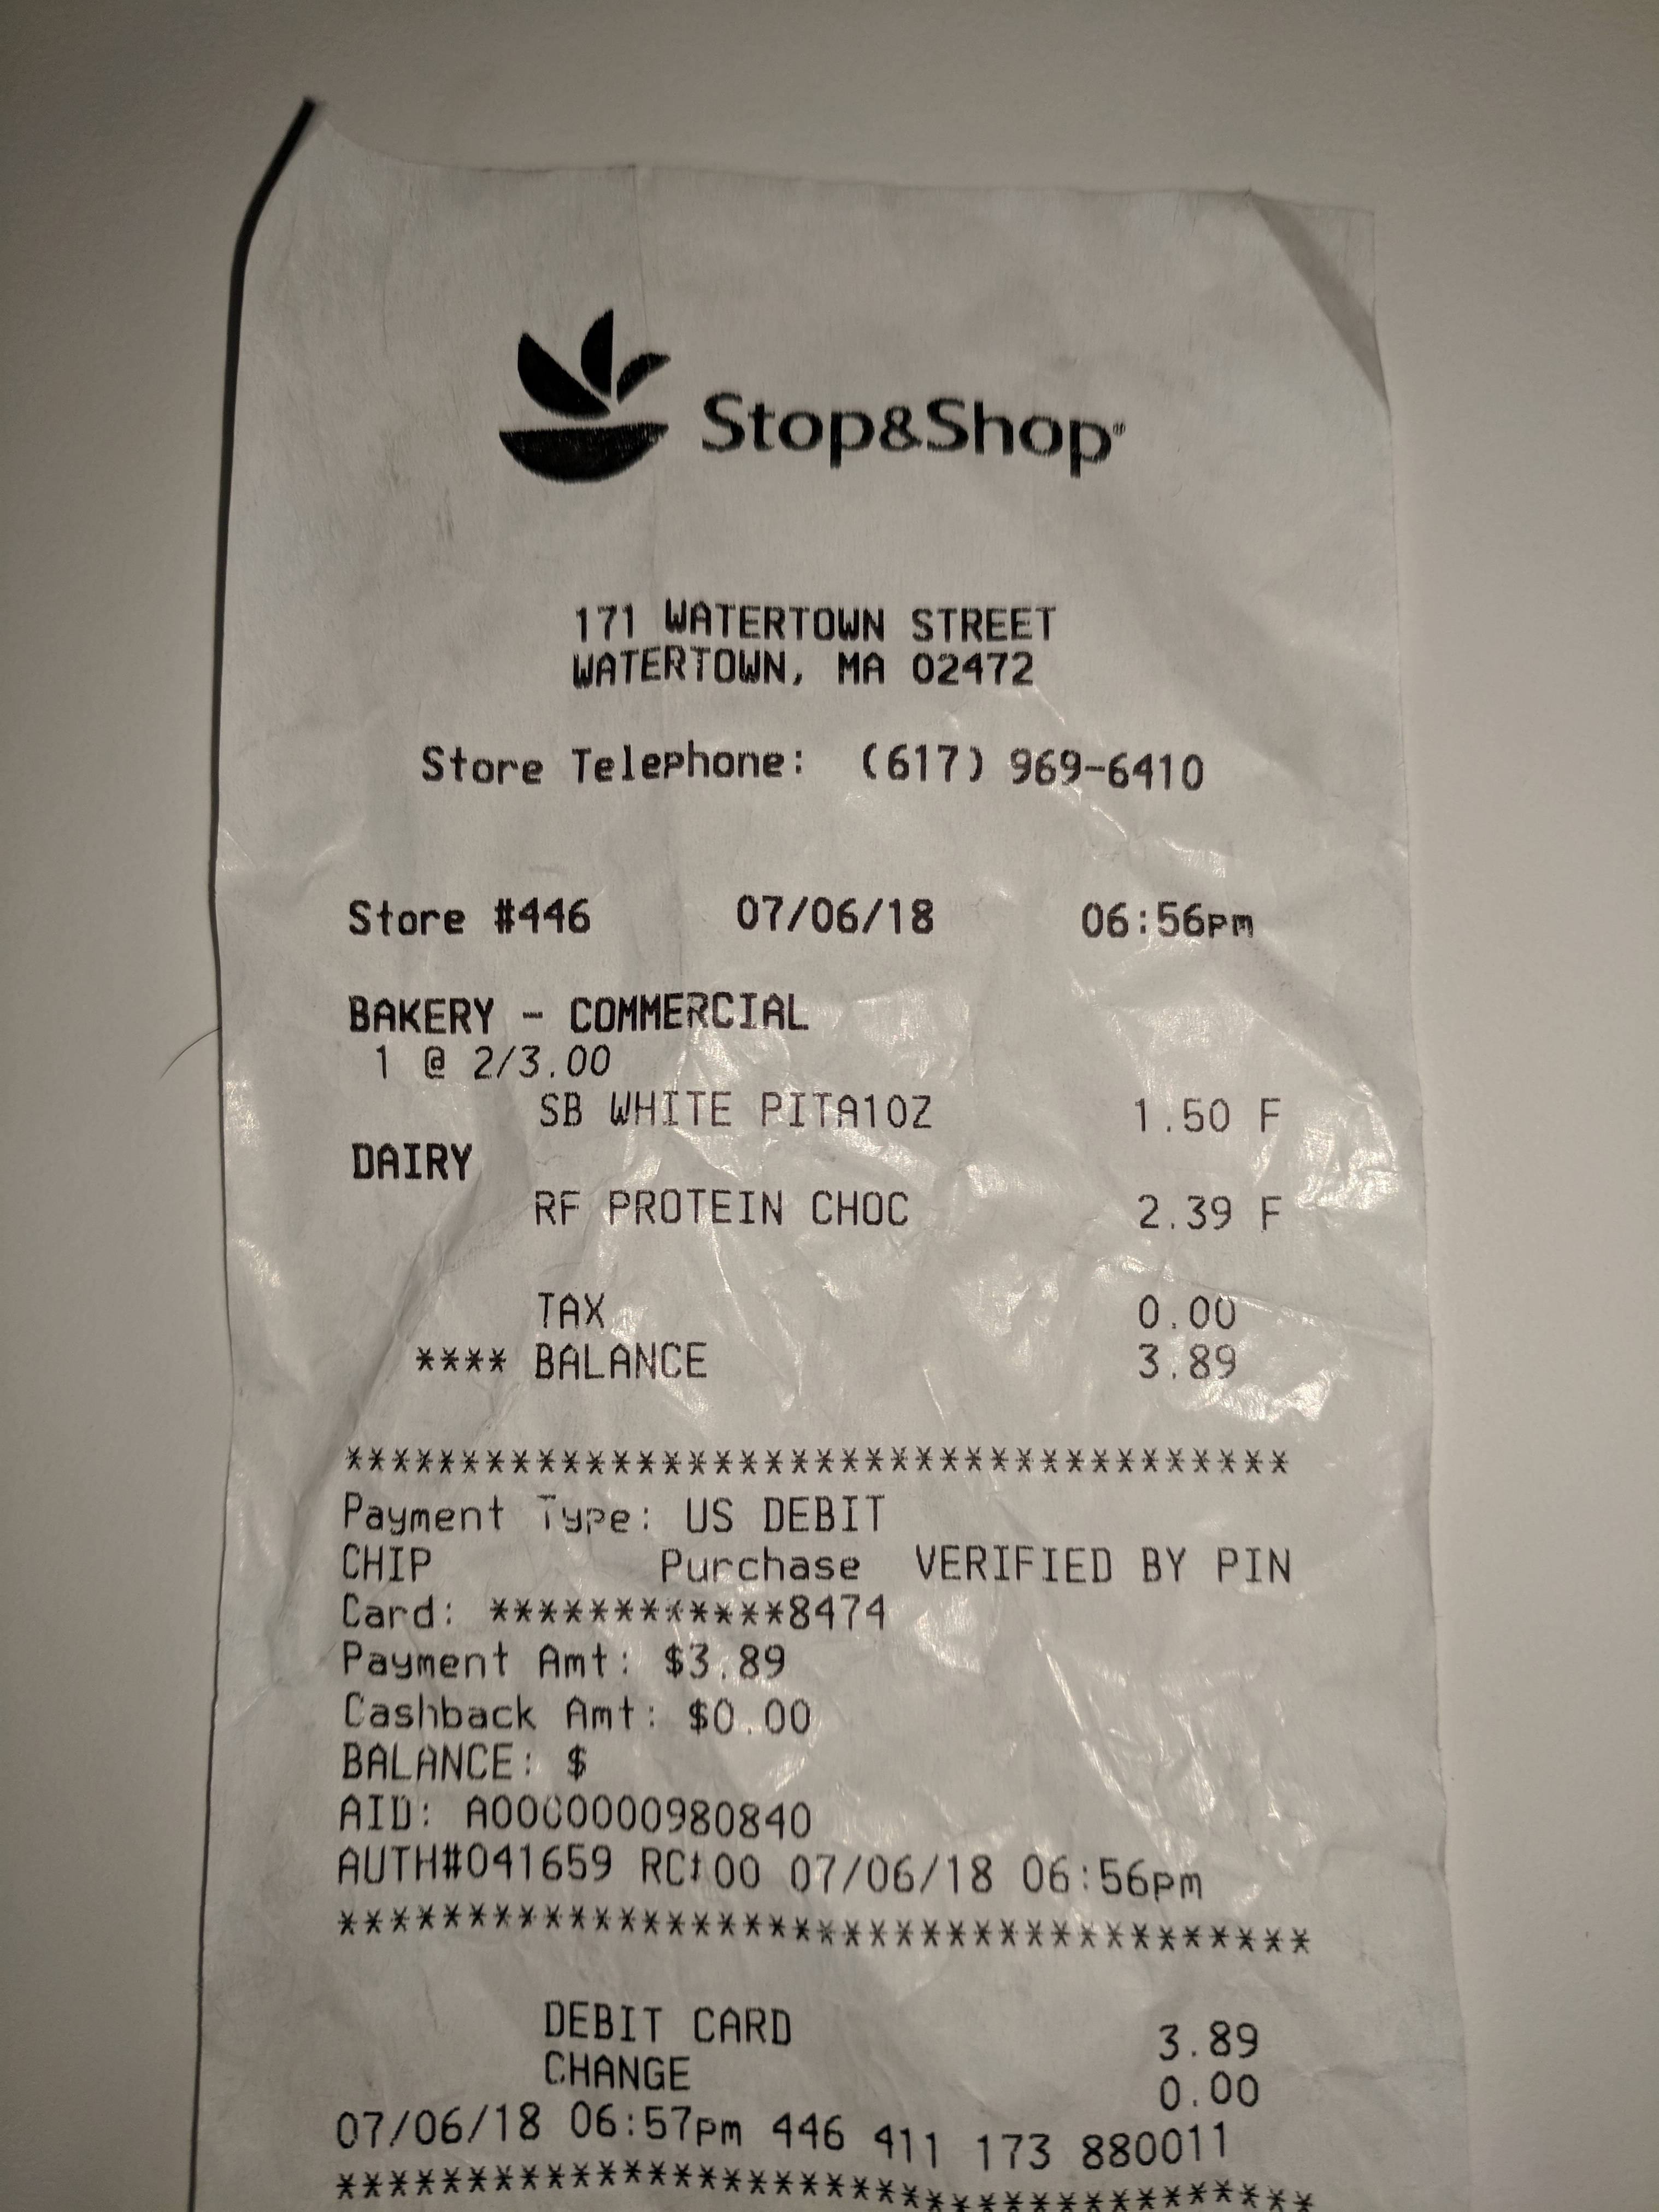 Stop&Shop®
171 WATERTOWN STREET
WATERTOWN, MA 02472
Store Telephone: (617) 969-6410
Store #446 07/06/18 06:56pm
BAKERY - COMMERCIAL
1 @ 2/3.00
SB WHITE PITA10Z 1.50 F
DAIRY
RF PROTEIN CHOC 2.39 F
TAX 0.00
**** BALANCE 3.89
**************************************
Payment Type: US DEBIT
CHIP Purchase VERIFIED BY PIN
Card: ************8474
Payment Amt: $3.89
Cashback Amt: $0.00
BALANCE: $
AID: A0000000980840
AUTH#041659 RC:00 07/06/18 06:56pm
**************************************
DEBIT CARD 3.89
CHANGE 0.00
07/06/18 06:57pm 446 411 173 880011
**************************************